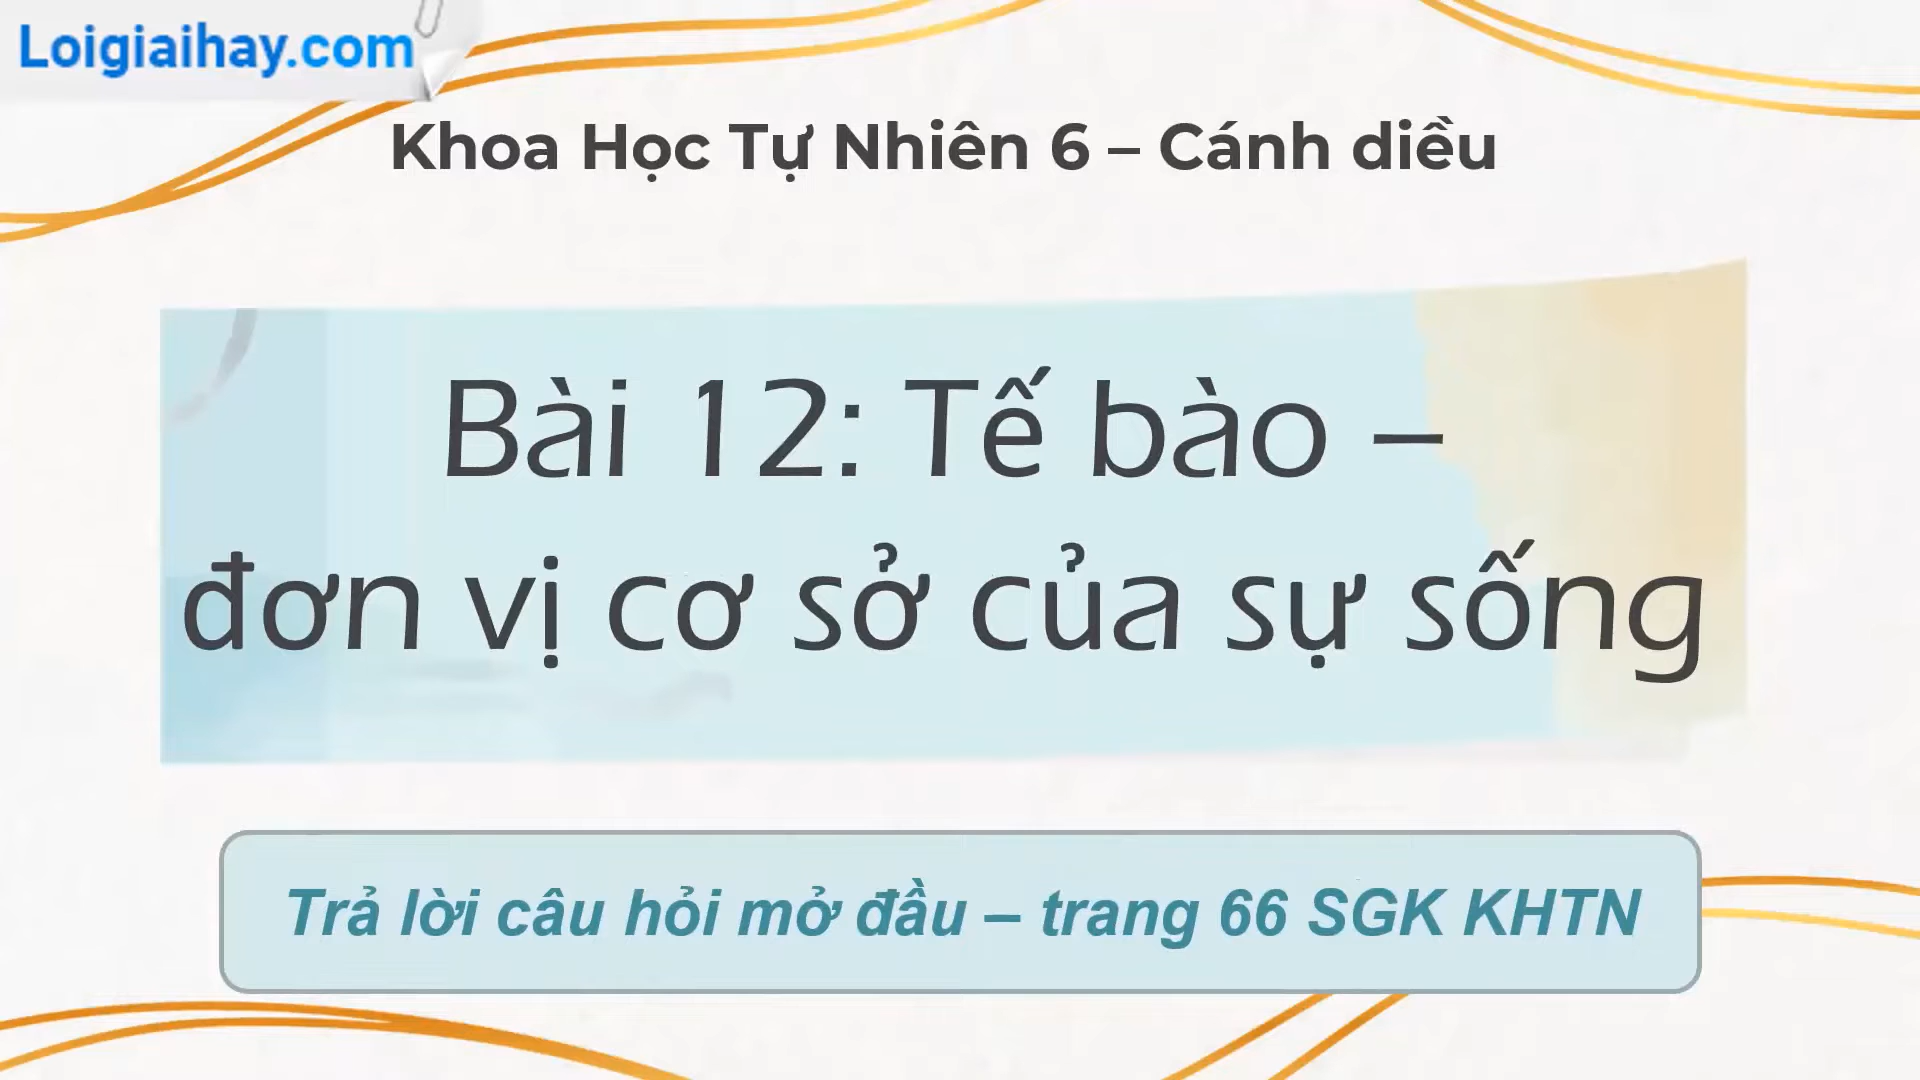 Loigiaihay.com
Khoa Học Tự Nhiên 6 – Cánh diều
Bài 12: Tế bào –
đơn vị cơ sở của sự sống
Trả lời câu hỏi mở đầu – trang 66 SGK KHTN